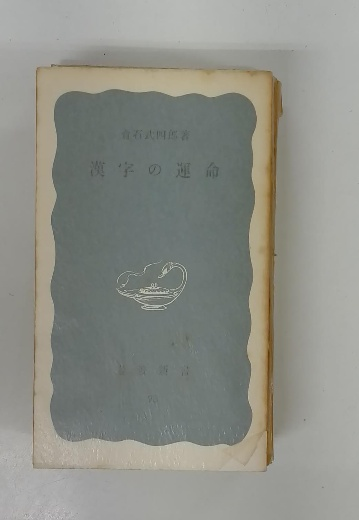 倉石武四郎著
漢字の運命
岩波新書